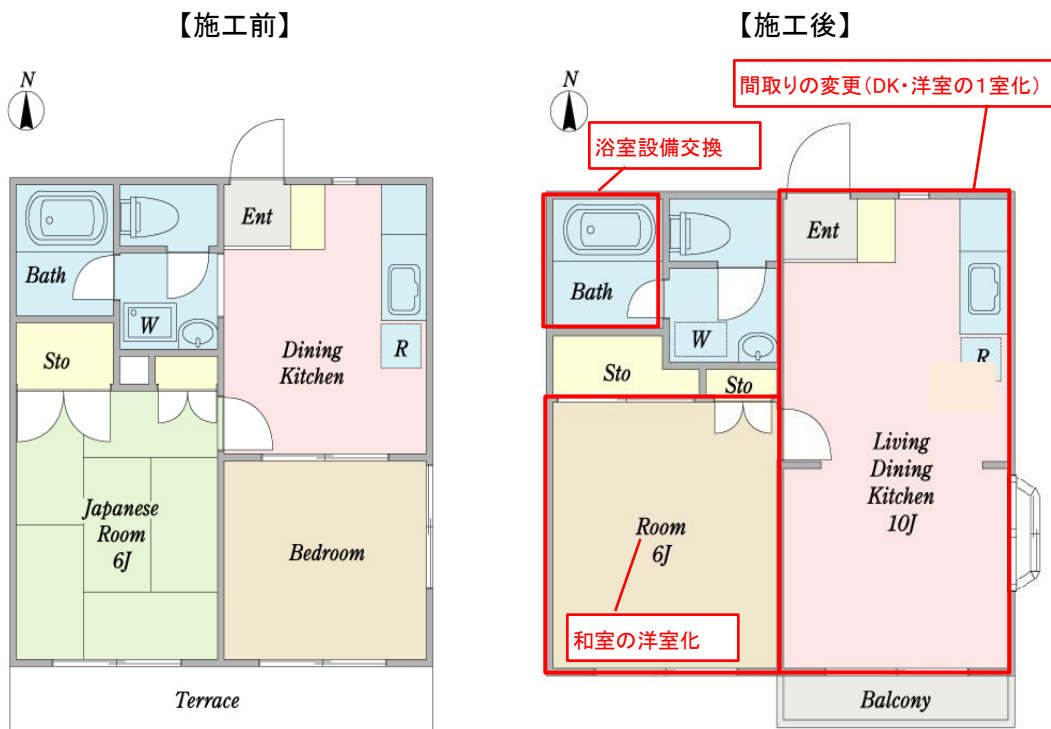 【施工前】
N
Ent
Bath
W
Sto
Dining
Kitchen
R
Japanese
Room
6J
Bedroom
Terrace
【施工後】
間取りの変更(DK・洋室の1室化)
N
浴室設備交換
Ent
Bath
W
R
Sto
Sto
Living
Dining
Kitchen
10J
Room
6J
和室の洋室化
Balcony